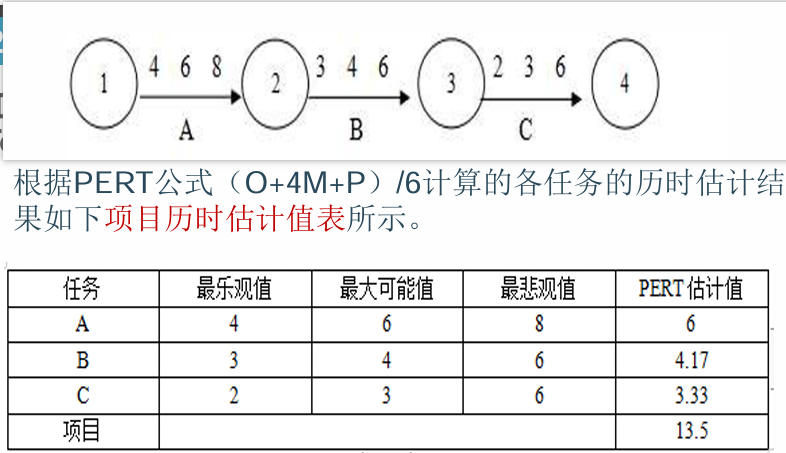 1 4 6 8 2 3 4 6 3 2 3 6 4
A B C
根据PERT公式（O+4M+P）/6计算的各任务的历时估计结
果如下项目历时估计值表所示。
任务 最乐观值 最大可能值 最悲观值 PERT估计值
A 4 6 8 6
B 3 4 6 4.17
C 2 3 6 3.33
项目 13.5